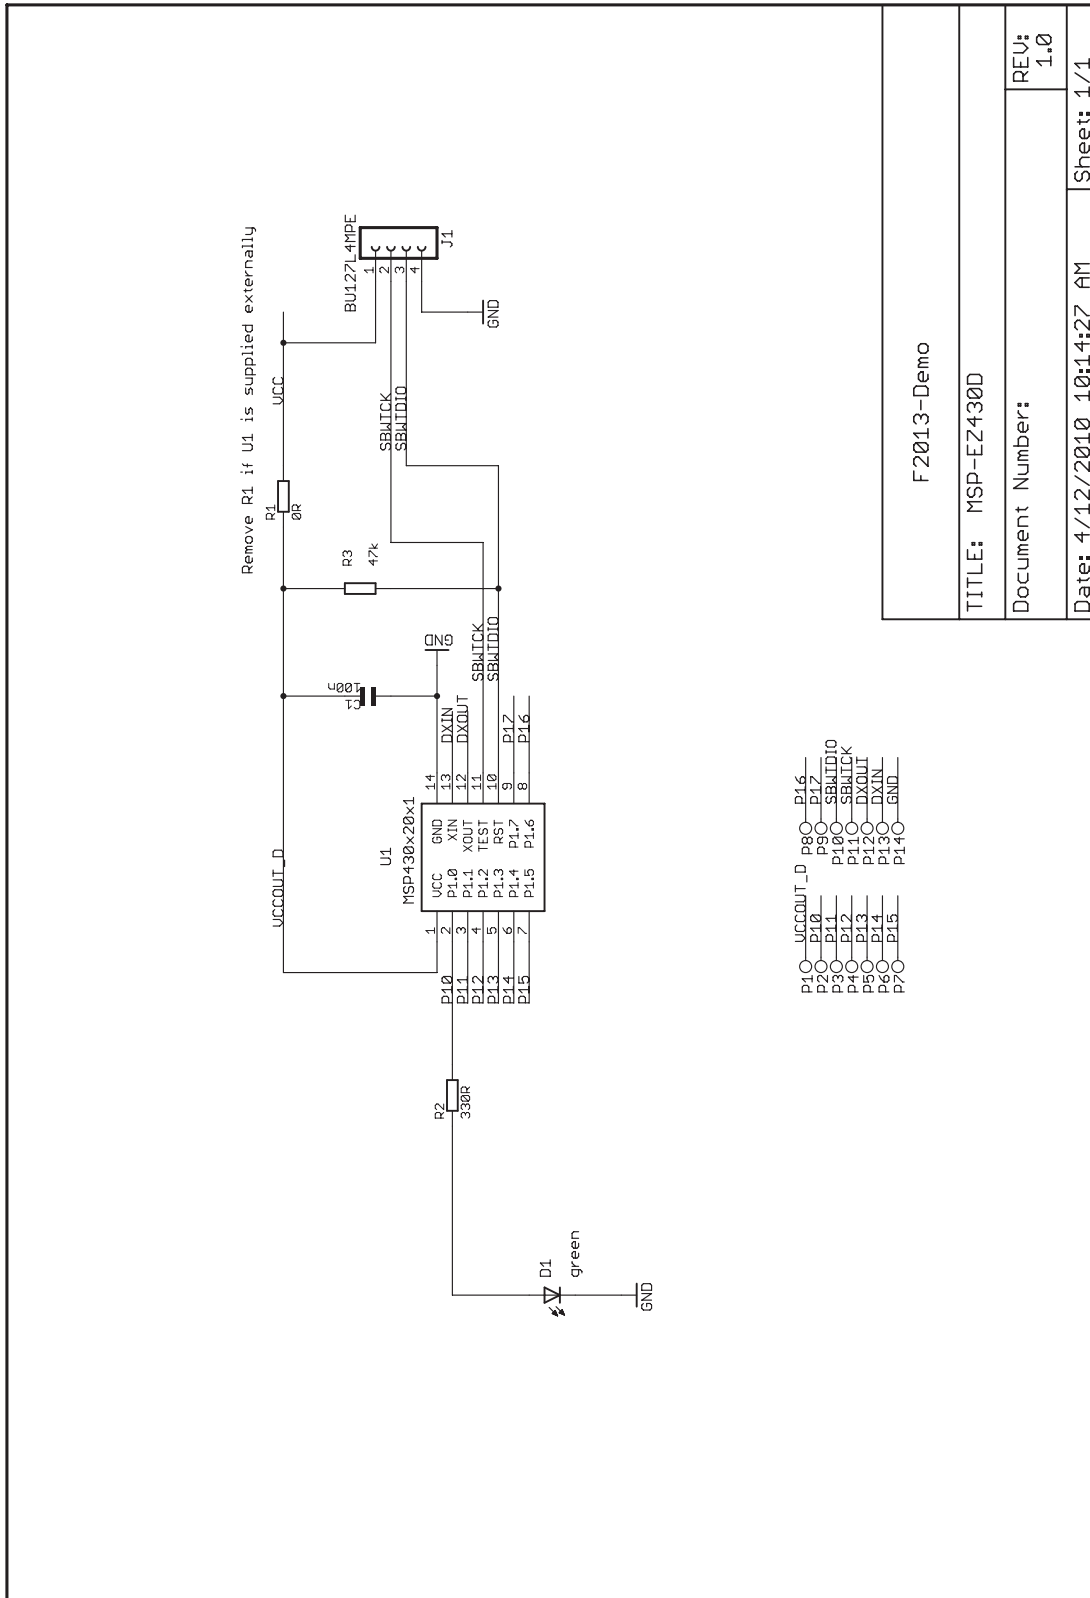 Remove R1 if U1 is supplied externally
VCC
R1
0R
BU127L4MPE
1
2
3
4
J1
GND
SBWTCK
SBWTDIO
R3
47k
GND
C1
100n
SBWTCK
SBWTDIO
VCCOUT_D
DXIN
DXOUT
P17
P16
U1
MSP430x20x1
14
13
12
11
10
9
8
GND
XIN
XOUT
TEST
RST
P1.7
P1.6
VCC
P1.0
P1.1
P1.2
P1.3
P1.4
P1.5
1
2
3
4
5
6
7
P10
P11
P12
P13
P14
P15
R2
330R
D1
green
GND
P1 VCCOUT_D
P2 P10
P3 P11
P4 P12
P5 P13
P6 P14
P7 P15
P8 P16
P9 P17
P10 SBWTDIO
P11 SBWTCK
P12 DXOUT
P13 DXIN
P14 GND
F2013-Demo
TITLE: MSP-EZ430D
Document Number:
REV:
1.0
Date: 4/12/2010 10:14:27 AM
Sheet: 1/1